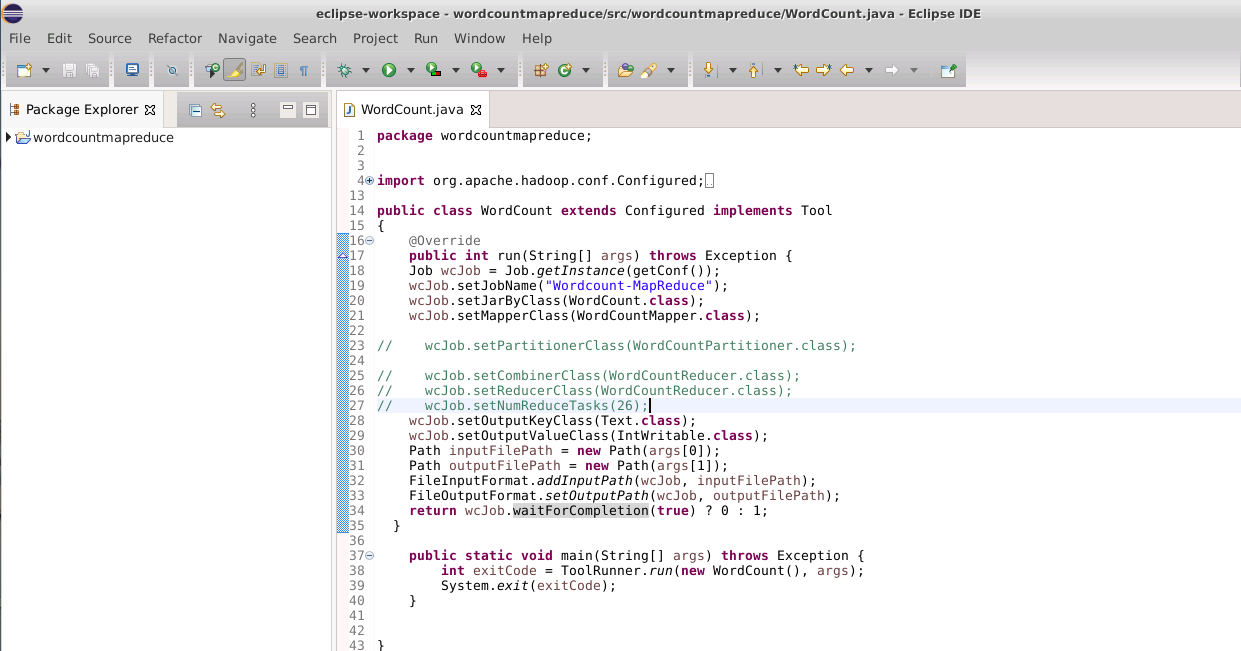 eclipse-workspace - wordcountmapreduce/src/wordcountmapreduce/WordCount.java - Eclipse IDE
File Edit Source Refactor Navigate Search Project Run Window Help
Package Explorer
WordCount.java
wordcountmapreduce
1 package wordcountmapreduce;
2
3
4 import org.apache.hadoop.conf.Configured;
13
14 public class WordCount extends Configured implements Tool
15 {
16 @Override
17 public int run(String[] args) throws Exception {
18 Job wcJob = Job.getInstance(getConf());
19 wcJob.setJobName("Wordcount-MapReduce");
20 wcJob.setJarByClass(WordCount.class);
21 wcJob.setMapperClass(WordCountMapper.class);
22
23 // wcJob.setPartitionerClass(WordCountPartitioner.class);
24
25 // wcJob.setCombinerClass(WordCountReducer.class);
26 // wcJob.setReducerClass(WordCountReducer.class);
27 // wcJob.setNumReduceTasks(26);
28 wcJob.setOutputKeyClass(Text.class);
29 wcJob.setOutputValueClass(IntWritable.class);
30 Path inputFilePath = new Path(args[0]);
31 Path outputFilePath = new Path(args[1]);
32 FileInputFormat.addInputPath(wcJob, inputFilePath);
33 FileOutputFormat.setOutputPath(wcJob, outputFilePath);
34 return wcJob.waitForCompletion(true) ? 0 : 1;
35 }
36
37 public static void main(String[] args) throws Exception {
38 int exitCode = ToolRunner.run(new WordCount(), args);
39 System.exit(exitCode);
40 }
41
42
43 }